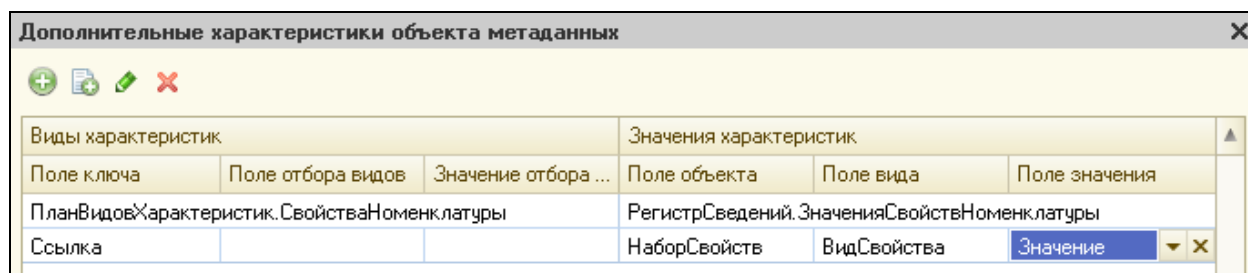 Дополнительные характеристики объекта метаданных
Виды характеристик Значения характеристик
Поле ключа Поле отбора видов Значение отбора ... Поле объекта Поле вида Поле значения
ПланВидовХарактеристик.СвойстваНоменклатуры РегистрСведений.ЗначенияСвойствНоменклатуры
Ссылка НаборСвойств ВидСвойства Значение